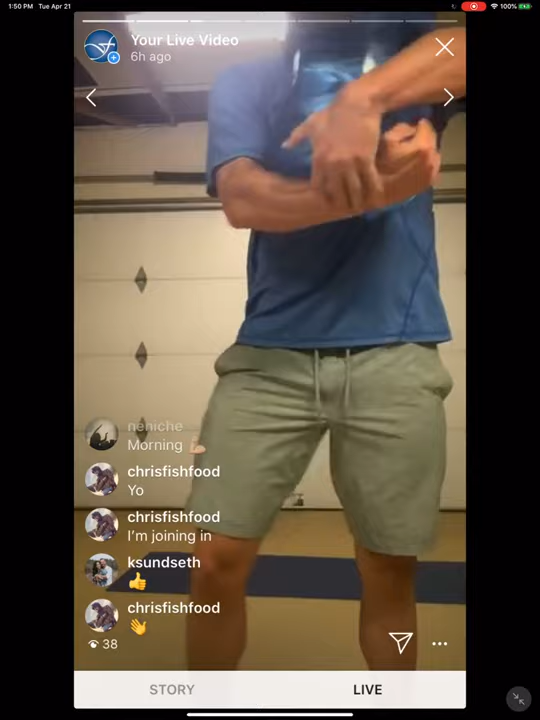 1:50 PM Tue Apr 21
100%
Your Live Video
6h ago
neniche
Morning
chrisfishfood
Yo
chrisfishfood
I'm joining in
ksundseth
chrisfishfood
38
STORY
LIVE